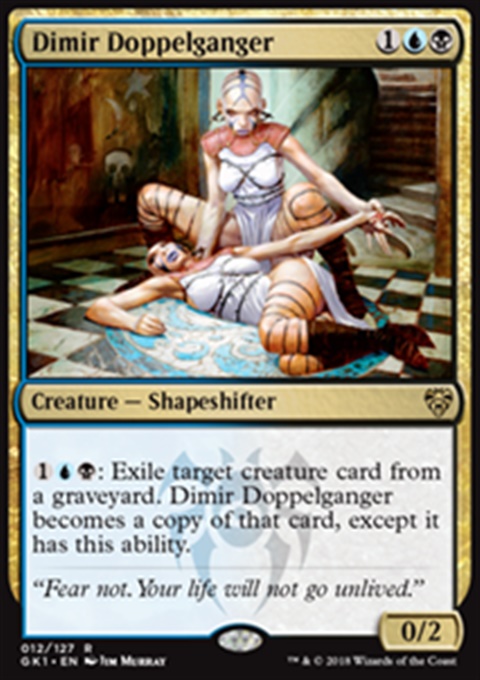 Dimir Doppelganger 1
Creature — Shapeshifter
1: Exile target creature card from
a graveyard. Dimir Doppelganger
becomes a copy of that card, except it
has this ability.
“Fear not. Your life will not go unlived.”
0/2
012/127 R
GK1 • EN Jim Murray
™ & © 2018 Wizards of the Coast